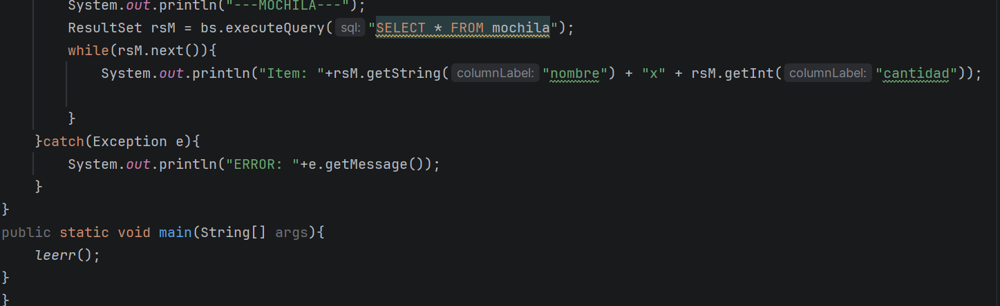 System.out.println("---MOCHILA---");
ResultSet rsM = bs.executeQuery( sql: "SELECT * FROM mochila");
while(rsM.next()){
System.out.println("Item: "+rsM.getString( columnLabel: "nombre") + "x" + rsM.getInt( columnLabel: "cantidad"));
}
}catch(Exception e){
System.out.println("ERROR: "+e.getMessage());
}
}
public static void main(String[] args){
leerr();
}
}